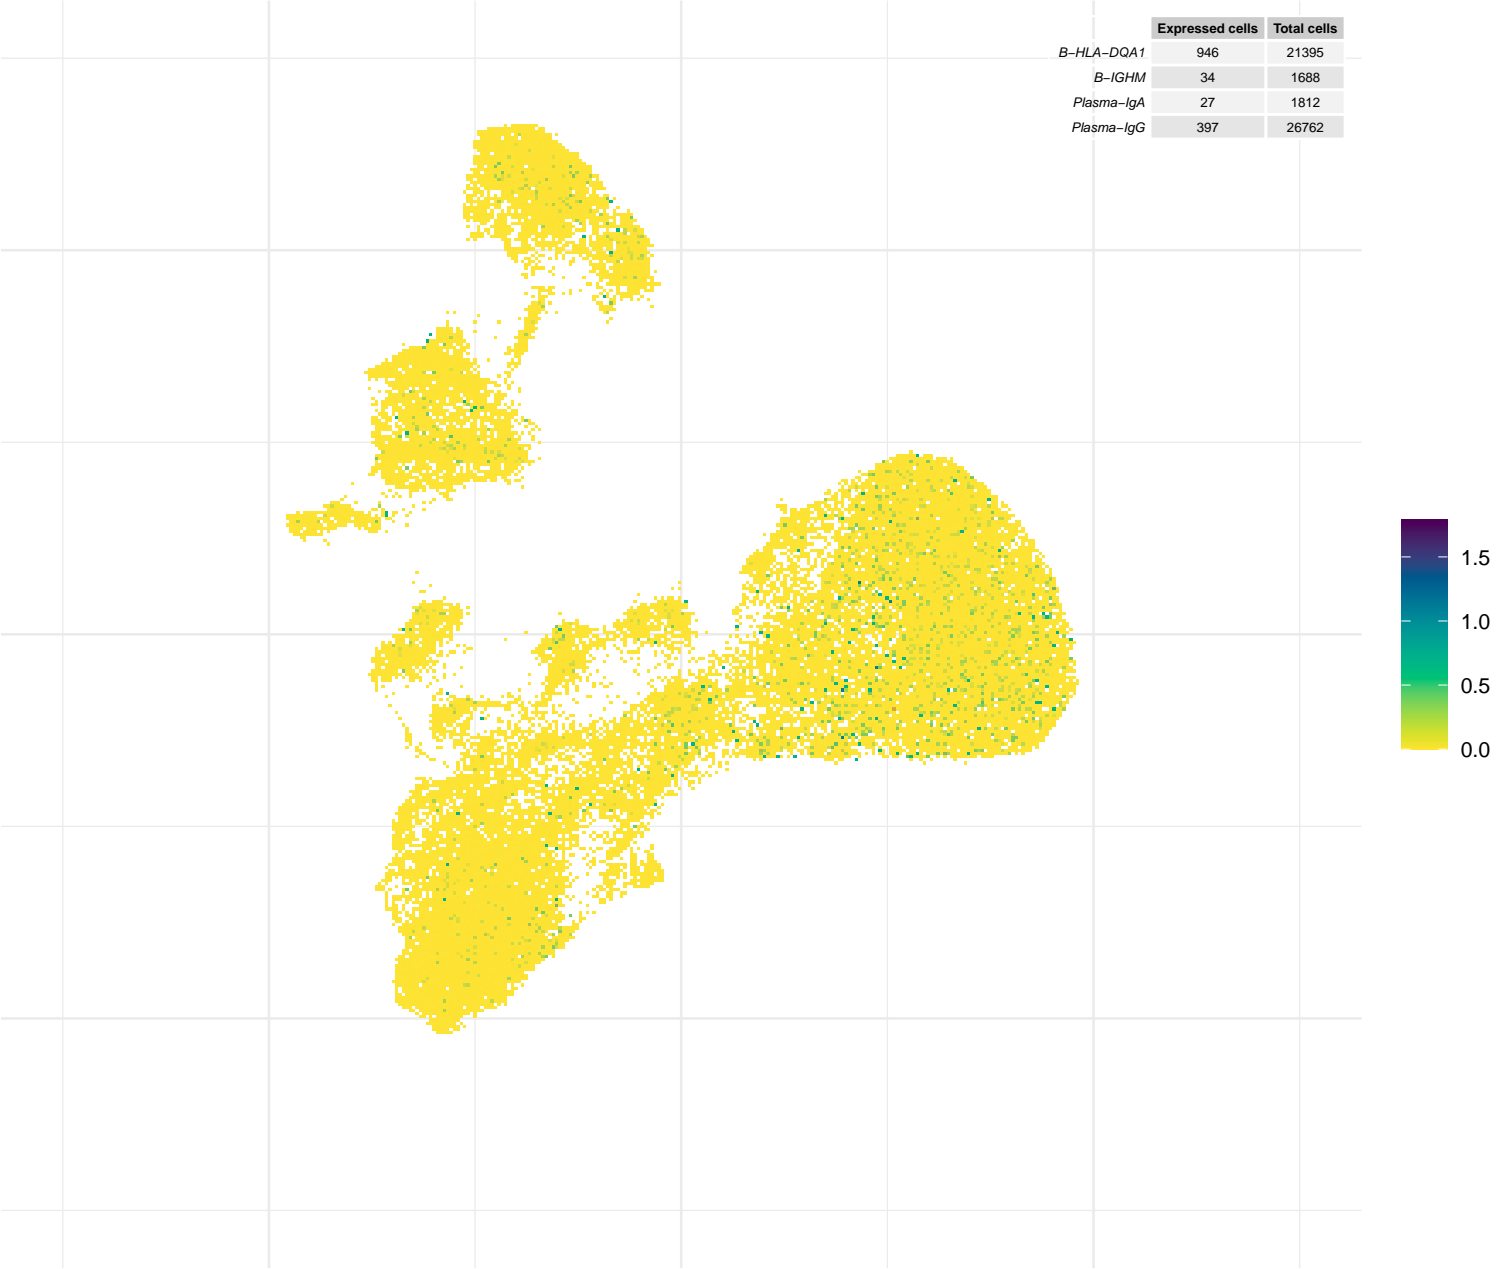 Expressed cells Total cells
B−HLA−DQA1 946 21395
B−IGHM 34 1688
Plasma−IgA 27 1812
Plasma−IgG 397 26762
1.5
1.0
0.5
0.0